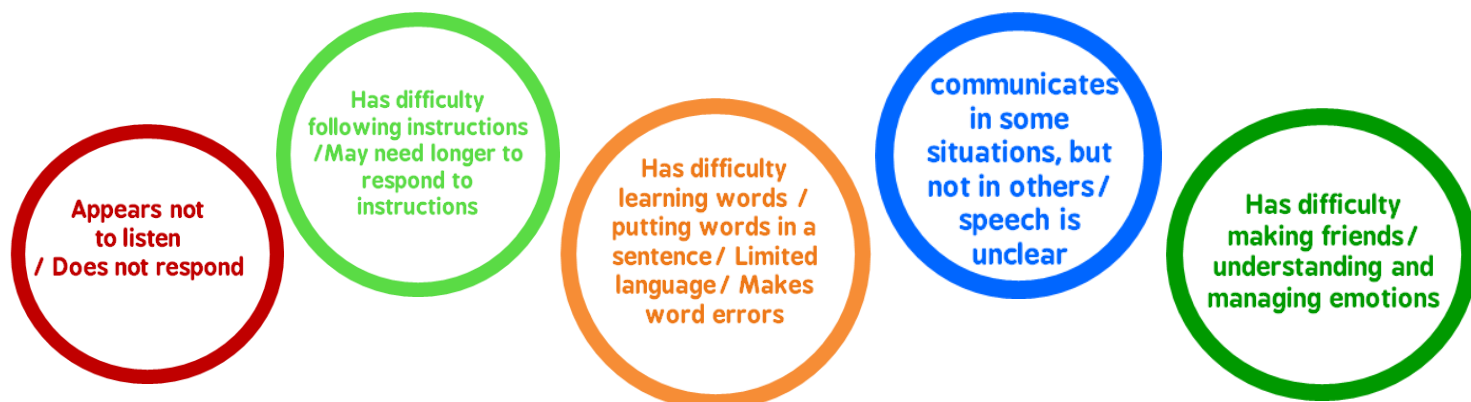 Appears not
to listen
/ Does not respond
Has difficulty
following instructions
/May need longer to
respond to
instructions
Has difficulty
learning words /
putting words in a
sentence/ Limited
language/ Makes
word errors
communicates
in some
situations, but
not in others/
speech is
unclear
Has difficulty
making friends/
understanding and
managing emotions